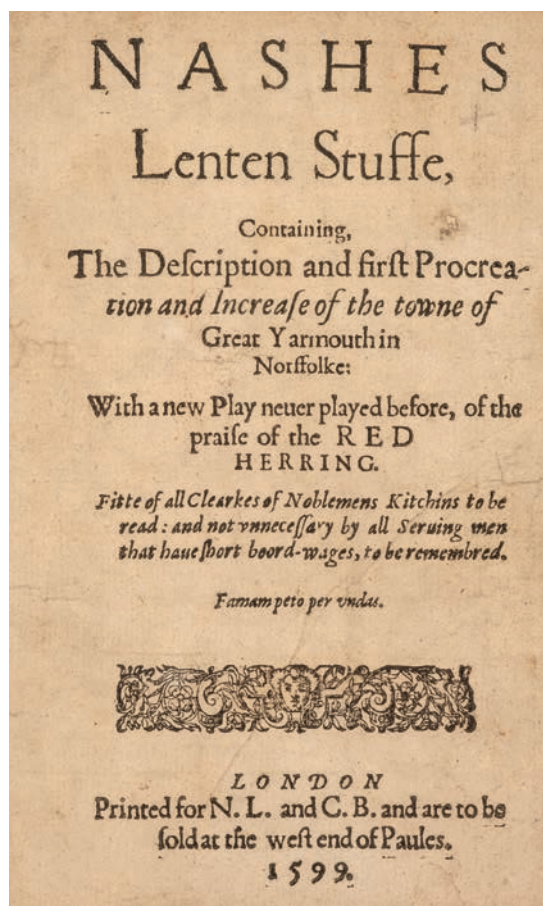 NASHES
Lenten Stuffe,
Containing,
The Deſcription and firſt Procrea-
tion and Increaſe of the towne of
Great Yarmouth in
Norffolke:
With a new Play neuer played before, of the
praiſe of the RED
HERRING.
Fitte of all Clearkes of Noblemens Kitchins to be
read: and not vnneceſſary by all Seruing men
that haue ſhort boord-wages, to be remembred.
Famam peto per vndas.
LONDON
Printed for N. L. and C. B. and are to be
ſold at the weſt end of Paules.
1599.